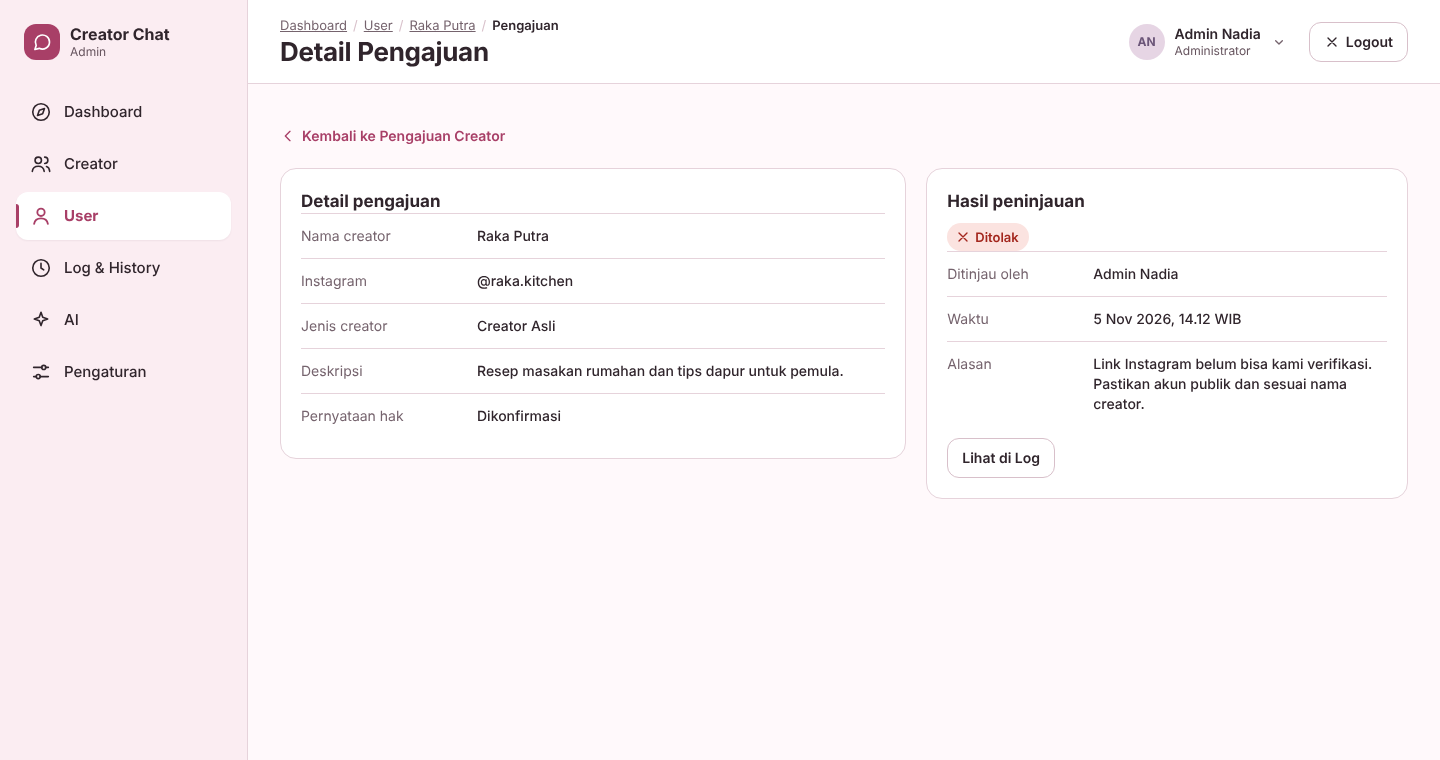 Creator Chat
Admin
Dashboard
Creator
User
Log & History
AI
Pengaturan
Dashboard / User / Raka Putra / Pengajuan
Detail Pengajuan
AN
Admin Nadia
Administrator
Logout
Kembali ke Pengajuan Creator
Detail pengajuan
Nama creator Raka Putra
Instagram @raka.kitchen
Jenis creator Creator Asli
Deskripsi Resep masakan rumahan dan tips dapur untuk pemula.
Pernyataan hak Dikonfirmasi
Hasil peninjauan
Ditolak
Ditinjau oleh Admin Nadia
Waktu 5 Nov 2026, 14.12 WIB
Alasan Link Instagram belum bisa kami verifikasi.
Pastikan akun publik dan sesuai nama
creator.
Lihat di Log